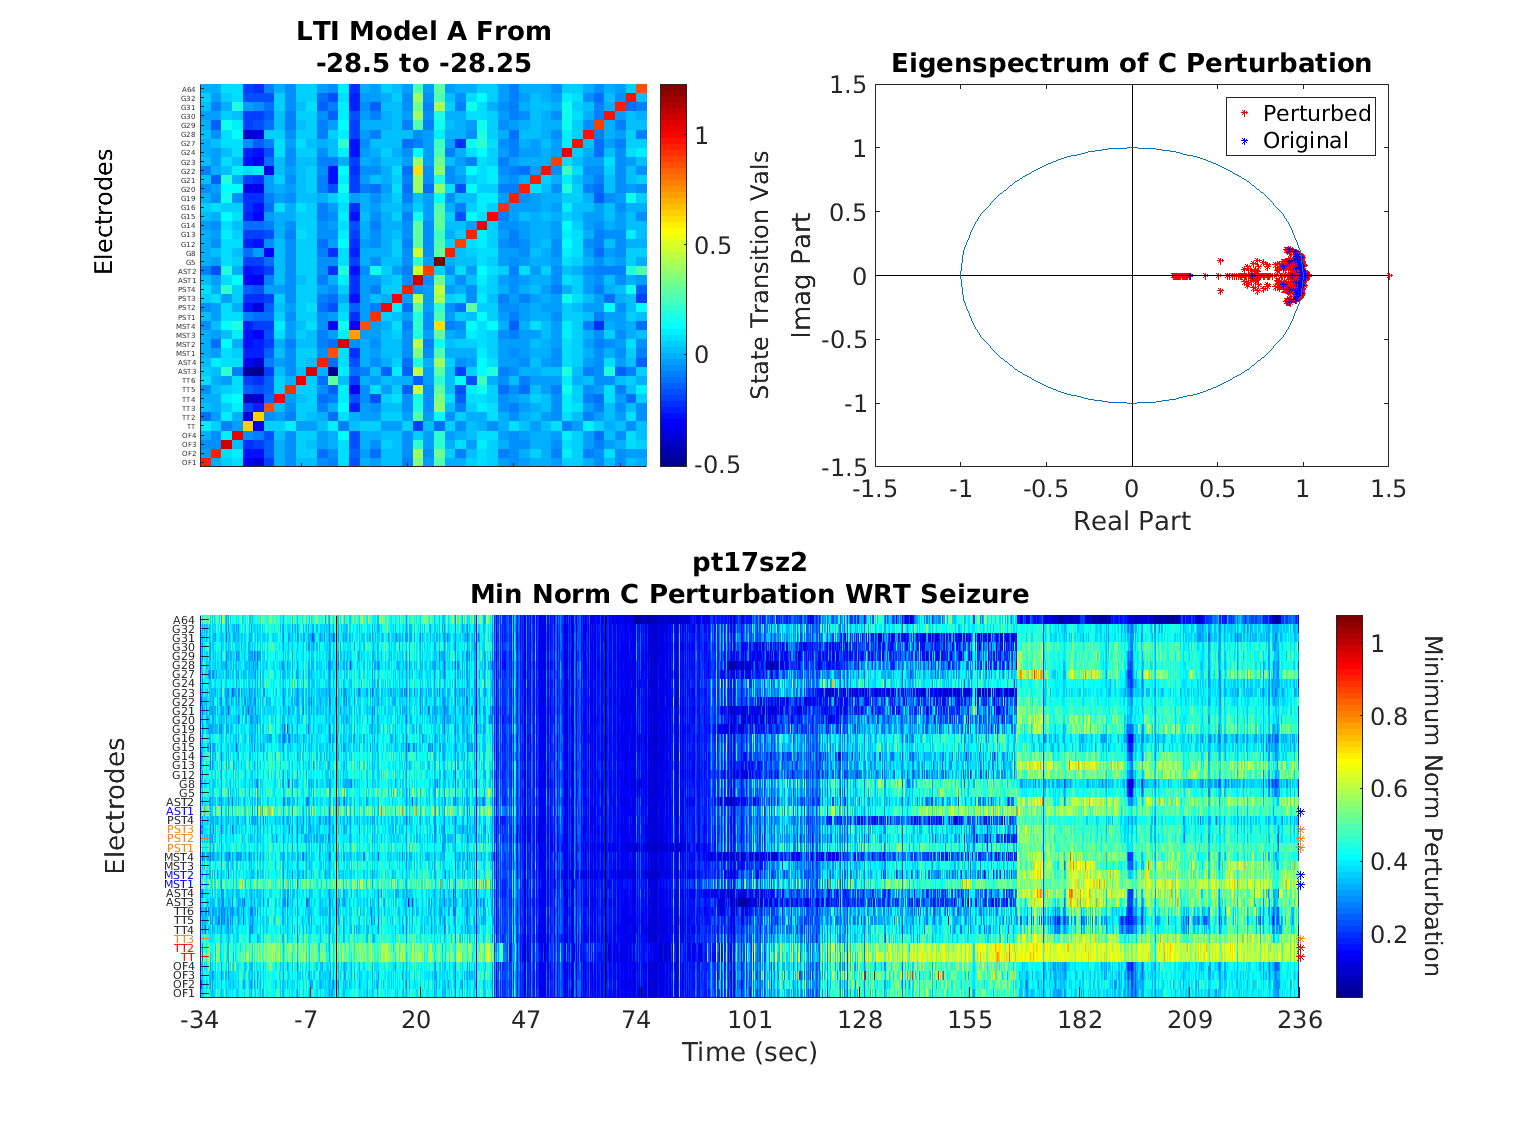 LTI Model A From
-28.5 to -28.25
Electrodes
A64
G32
G31
G30
G29
G28
G27
G24
G23
G22
G21
G20
G19
G16
G15
G14
G13
G12
G8
G5
AST2
AST1
PST4
PST3
PST2
PST1
MST4
MST3
MST2
MST1
AST4
AST3
TT6
TT5
TT4
TT3
TT2
TT
OF4
OF3
OF2
OF1
1
0.5
0
-0.5
State Transition Vals
Eigenspectrum of C Perturbation
Perturbed
Original
Imag Part
1.5
1
0.5
0
-0.5
-1
-1.5
-1.5 -1 -0.5 0 0.5 1 1.5
Real Part
pt17sz2
Min Norm C Perturbation WRT Seizure
Electrodes
A64
G32
G31
G30
G29
G28
G27
G24
G23
G22
G21
G20
G19
G16
G15
G14
G13
G12
G8
G5
AST2
AST1
PST4
PST3
PST2
PST1
MST4
MST3
MST2
MST1
AST4
AST3
TT6
TT5
TT4
TT3
TT2
TT
OF4
OF3
OF2
OF1
-34 -7 20 47 74 101 128 155 182 209 236
Time (sec)
1
0.8
0.6
0.4
0.2
Minimum Norm Perturbation